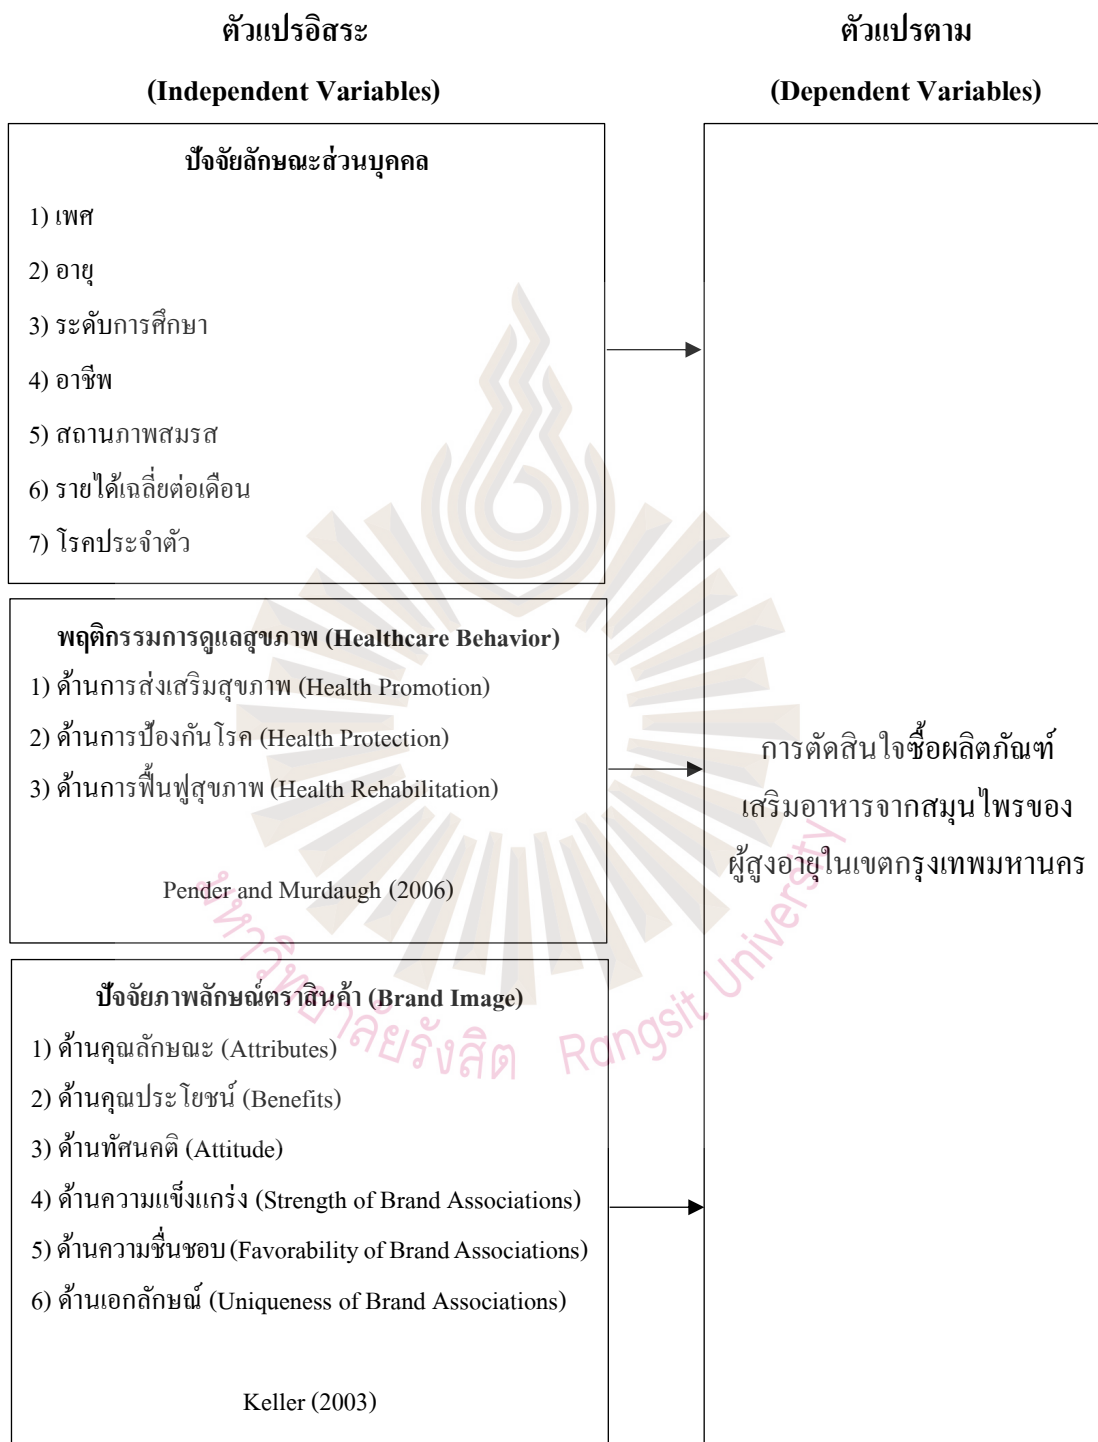 ตัวแปรอิสระ
(Independent Variables)
ปัจจัยลักษณะส่วนบุคคล
1) เพศ
2) อายุ
3) ระดับการศึกษา
4) อาชีพ
5) สถานภาพสมรส
6) รายได้เฉลี่ยต่อเดือน
7) โรคประจำตัว
พฤติกรรมการดูแลสุขภาพ (Healthcare Behavior)
1) ด้านการส่งเสริมสุขภาพ (Health Promotion)
2) ด้านการป้องกันโรค (Health Protection)
3) ด้านการฟื้นฟูสุขภาพ (Health Rehabilitation)
Pender and Murdaugh (2006)
ปัจจัยภาพลักษณ์ตราสินค้า (Brand Image)
1) ด้านคุณลักษณะ (Attributes)
2) ด้านคุณประโยชน์ (Benefits)
3) ด้านทัศนคติ (Attitude)
4) ด้านความแข็งแกร่ง (Strength of Brand Associations)
5) ด้านความชื่นชอบ (Favorability of Brand Associations)
6) ด้านเอกลักษณ์ (Uniqueness of Brand Associations)
Keller (2003)
ตัวแปรตาม
(Dependent Variables)
การตัดสินใจซื้อผลิตภัณฑ์
เสริมอาหารจากสมุนไพรของ
ผู้สูงอายุในเขตกรุงเทพมหานคร
มหาวิทยาลัยรังสิต Rangsit University